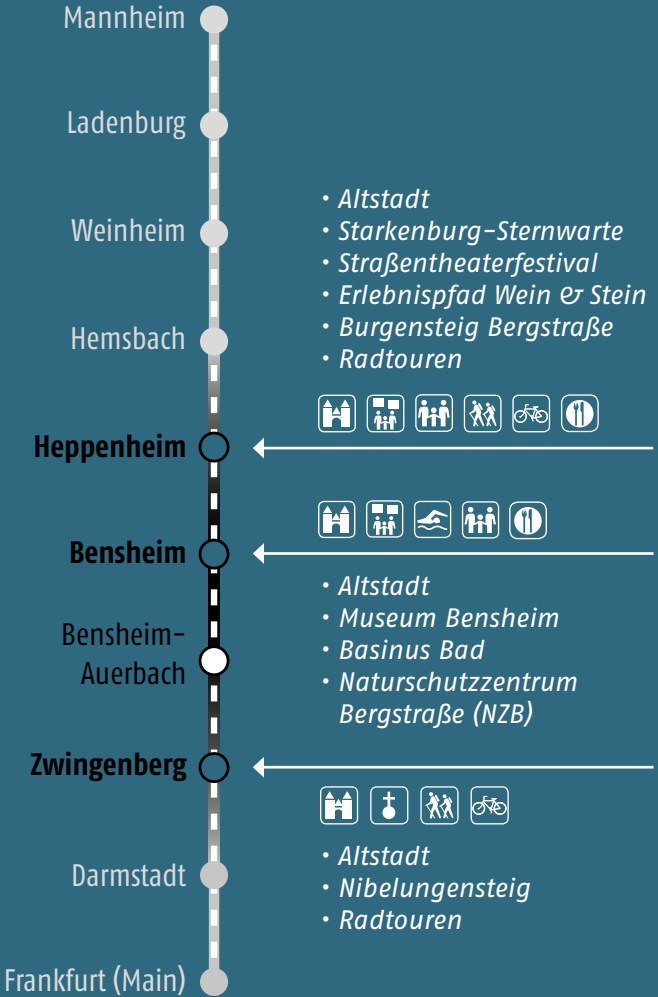 Mannheim
Ladenburg
Weinheim
Hemsbach
· Altstadt
· Starkenburg-Sternwarte
· Straßentheaterfestival
· Erlebnispfad Wein & Stein
· Burgensteig Bergstraße
· Radtouren
Heppenheim
Bensheim
· Altstadt
· Museum Bensheim
· Basinus Bad
· Naturschutzzentrum
Bergstraße (NZB)
Bensheim-
Auerbach
Zwingenberg
· Altstadt
· Nibelungensteig
· Radtouren
Darmstadt
Frankfurt (Main)